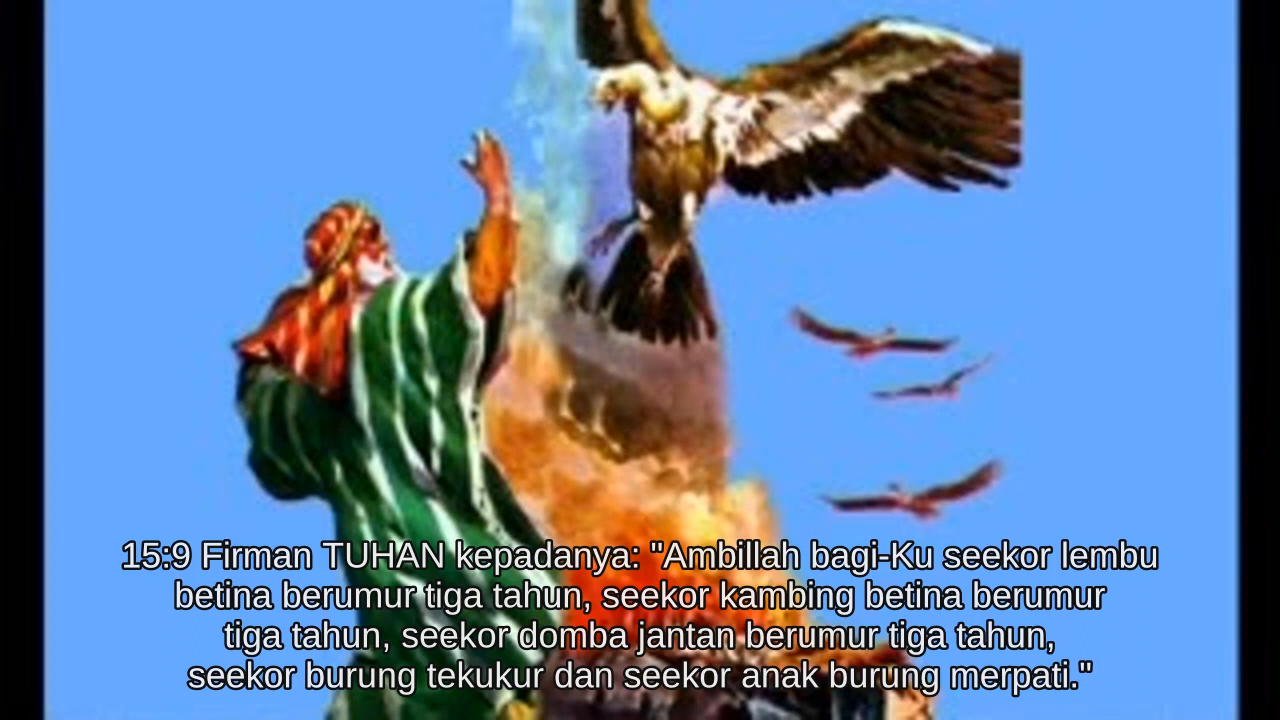 15:9 Firman TUHAN kepadanya: "Ambillah bagi-Ku seekor lembu
betina berumur tiga tahun, seekor kambing betina berumur
tiga tahun, seekor domba jantan berumur tiga tahun,
seekor burung tekukur dan seekor anak burung merpati."